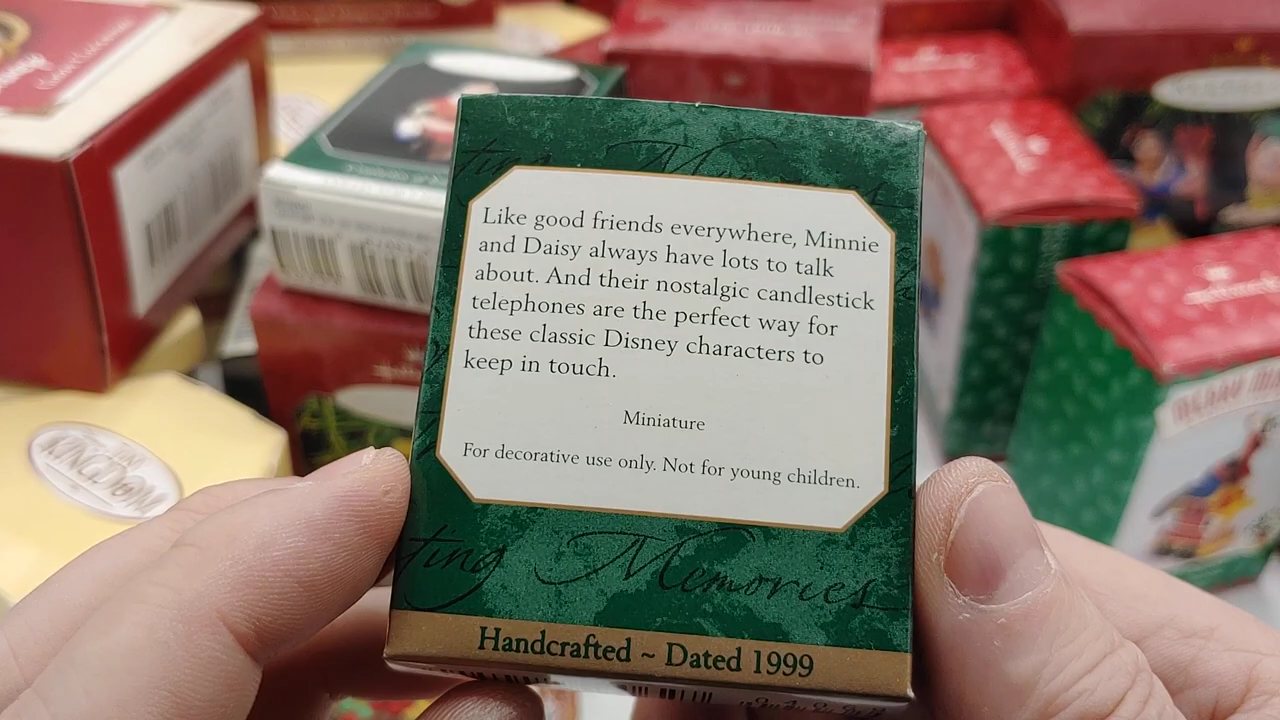 Like good friends everywhere, Minnie
and Daisy always have lots to talk
about. And their nostalgic candlestick
telephones are the perfect way for
these classic Disney characters to
keep in touch.
Miniature
For decorative use only. Not for young children.
ting Memories
Handcrafted ~ Dated 1999
KINGDOM